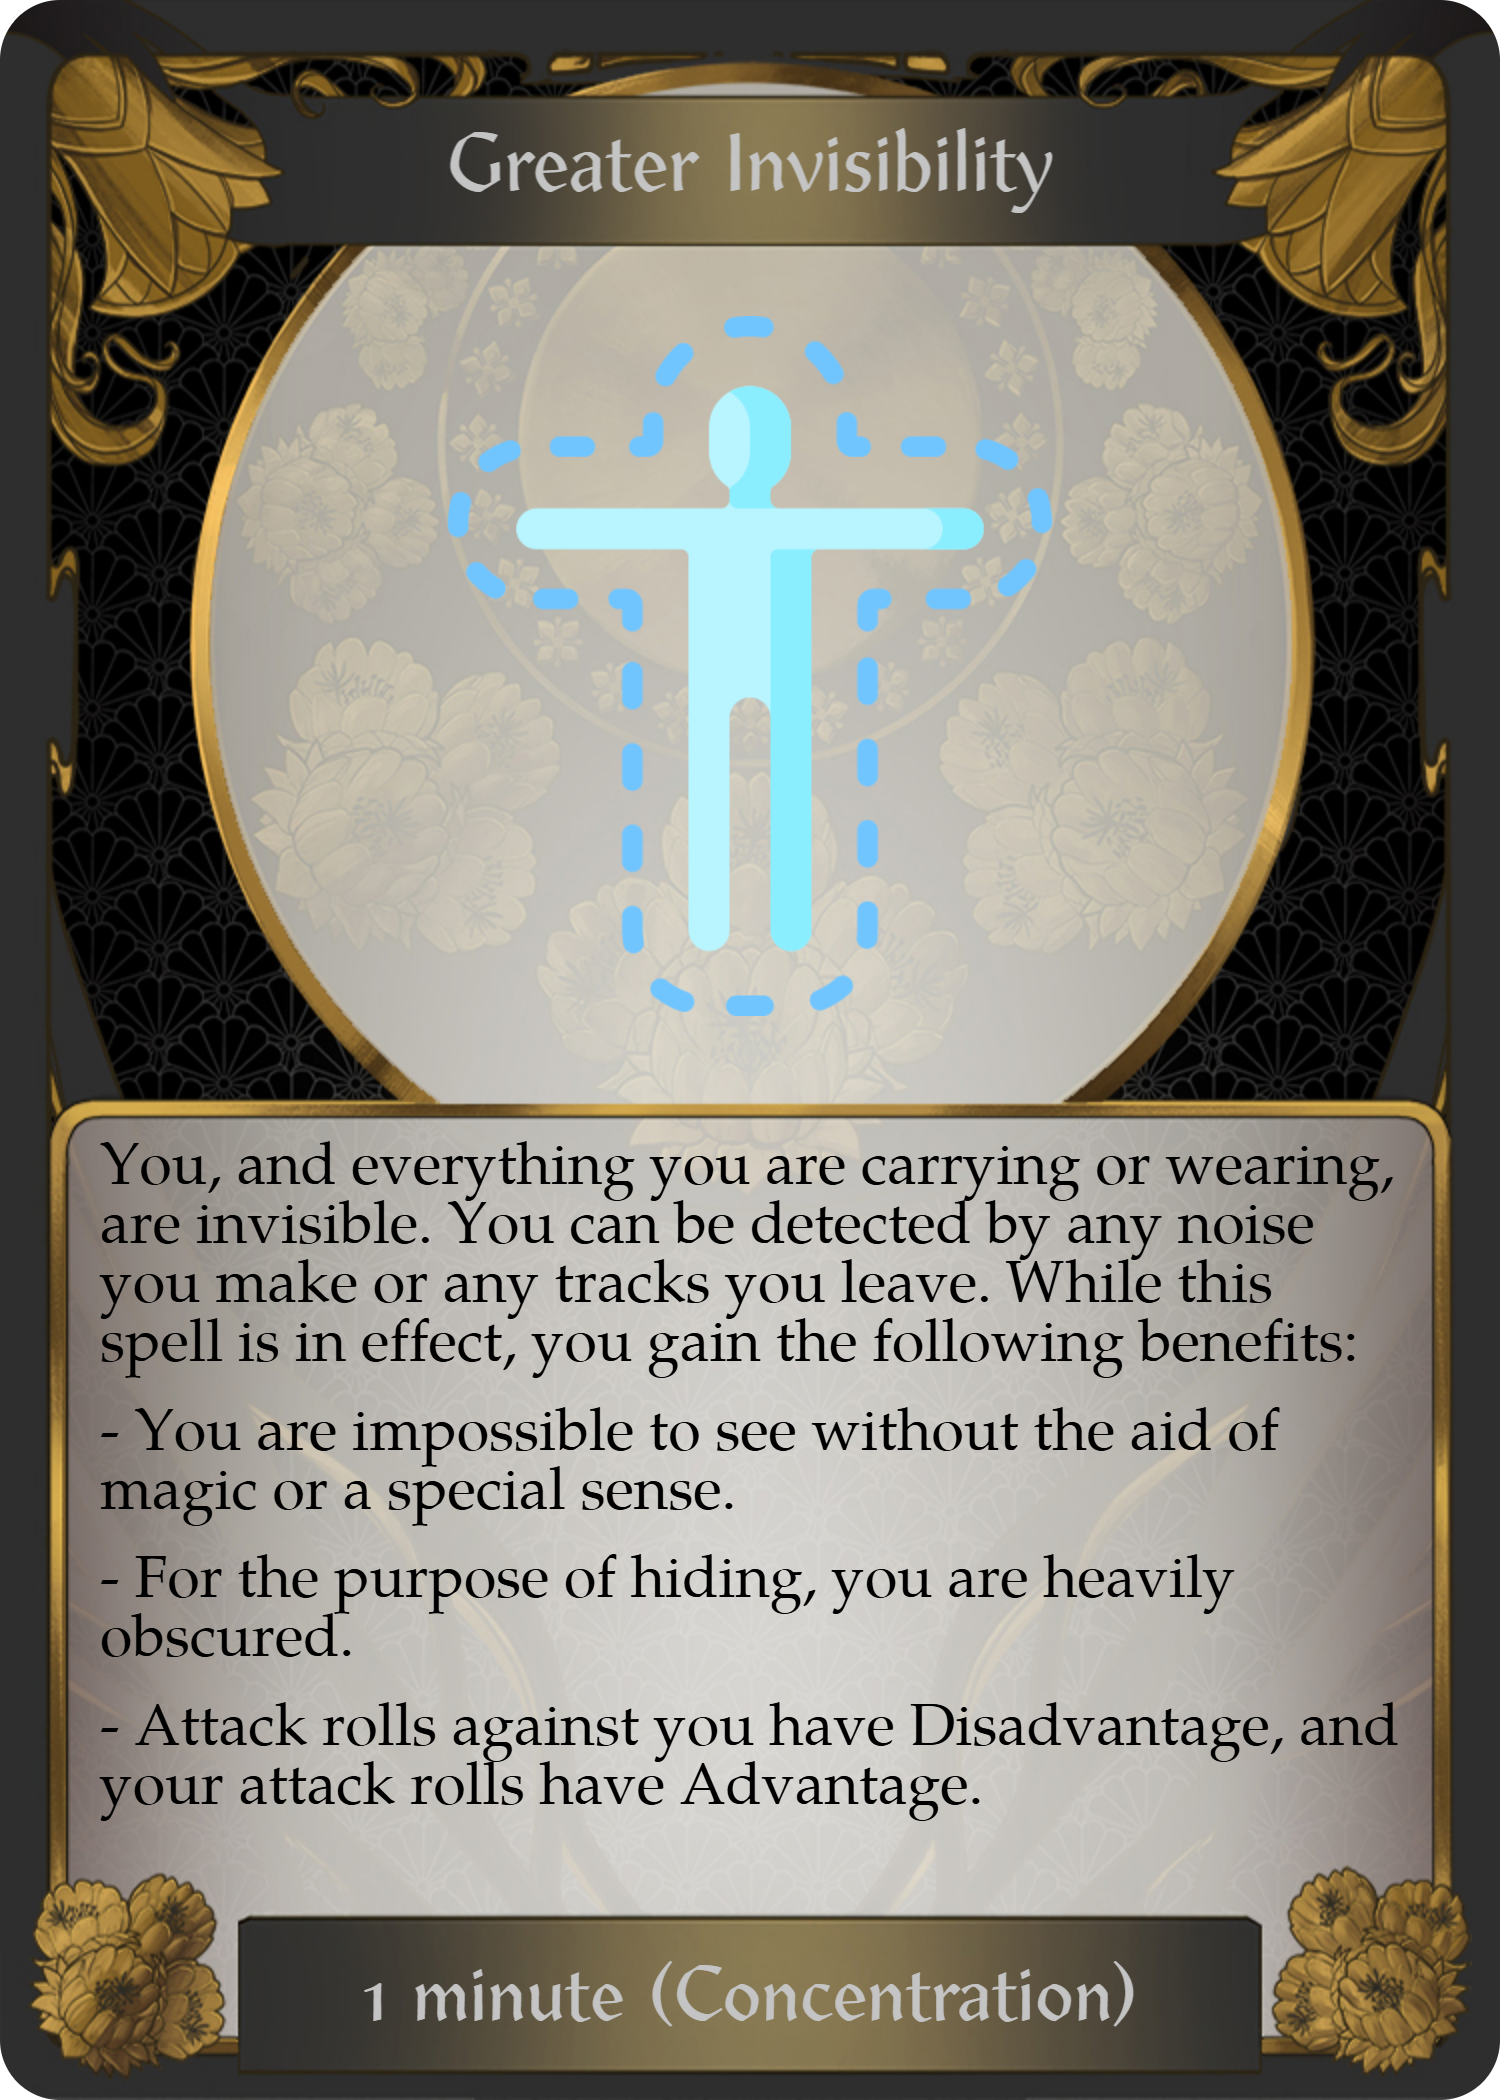 Greater Invisibility
You, and everything you are carrying or wearing,
are invisible. You can be detected by any noise
you make or any tracks you leave. While this
spell is in effect, you gain the following benefits:
- You are impossible to see without the aid of
magic or a special sense.
- For the purpose of hiding, you are heavily
obscured.
- Attack rolls against you have Disadvantage, and
your attack rolls have Advantage.
1 minute (Concentration)